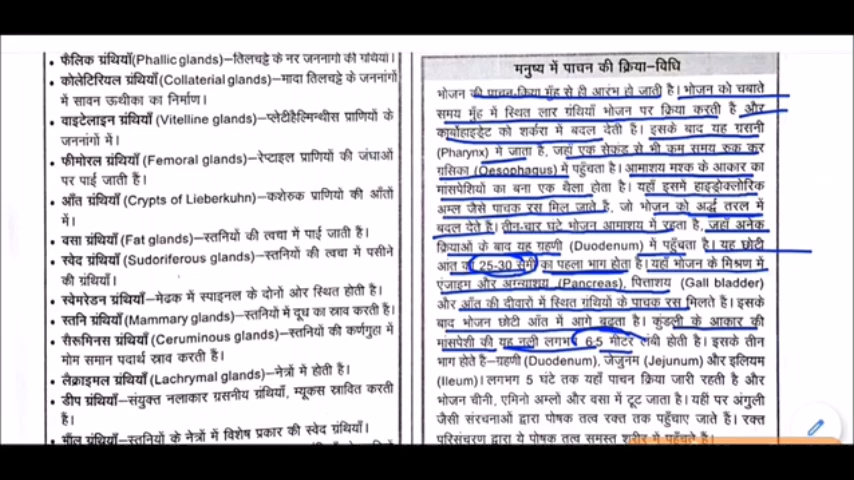 • फैलिक ग्रंथियाँ(Phallic glands)–तिलचट्टे के नर जननांगों की ग्रंथियाँ।
• कोलेटिरियल ग्रंथियाँ(Collaterial glands)–मादा तिलचट्टे के जननांगों
में सावन ऊथीका का निर्माण।
• वाइटेलाइन ग्रंथियाँ (Vitelline glands)–प्लेटीहैल्मिन्थीस प्राणियों के
जननांगों में।
• फीमोरल ग्रंथियाँ(Femoral glands)–रेप्टाइल प्राणियों की जंघाओं
पर पाई जाती हैं।
• आँत ग्रंथियाँ (Crypts of Lieberkuhn)–कशेरुक प्राणियों की आँतों
में।
• वसा ग्रंथियाँ(Fat glands)–स्तनियों की त्वचा में पाई जाती हैं।
• स्वेद ग्रंथियाँ(Sudoriferous glands)–स्तनियों की त्वचा में पसीने
की ग्रंथियाँ।
• स्वेमरेडन ग्रंथियाँ–मेढक में स्पाइनल के दोनों ओर स्थित होती है।
• स्तनि ग्रंथियाँ(Mammary glands)–स्तनियों में दूध का स्राव करती हैं।
• सैरूमिनस ग्रंथियाँ(Ceruminous glands)–स्तनियों की कर्णगुहा में
मोम समान पदार्थ स्राव करती हैं।
• लैक्राइमल ग्रंथियाँ(Lachrymal glands)–नेत्रों में होती है।
• डीप ग्रंथियाँ–संयुक्त नलाकार ग्रसनीय ग्रंथियाँ, म्यूकस स्रावित करती
हैं।
• मौल ग्रंथियाँ–स्तनियों के नेत्रों में विशेष प्रकार की स्वेद ग्रंथियाँ।
मनुष्य में पाचन की क्रिया–विधि
भोजन की पाचन-क्रिया मुँह से ही आरंभ हो जाती है। भोजन को चबाते
समय मुँह में स्थित लार ग्रंथियाँ भोजन पर क्रिया करती हैं और
कार्बोहाइड्रेट को शर्करा में बदल देती है। इसके बाद यह ग्रसनी
(Pharynx) में जाता है, जहाँ एक सेकंड से भी कम समय रुक कर
ग्रसिका (Oesophagus) में पहुँचता है। आमाशय मश्क के आकार का
मांसपेशियों का बना एक थैला होता है। यहाँ इसमें हाइड्रोक्लोरिक
अम्ल जैसे पाचक रस मिल जाते है, जो भोजन को अर्द्ध तरल में
बदल देते है। तीन-चार घंटे भोजन आमाशय में रहता है, जहाँ अनेक
क्रियाओं के बाद यह ग्रहणी (Duodenum) में पहुँचता है। यह छोटी
आंत का 25-30 सेमी का पहला भाग होता है। यहाँ भोजन के मिश्रण में
एंजाइम और अग्न्याशय (Pancreas), पित्ताशय (Gall bladder)
और आँत की दीवारों में स्थित ग्रंथियों के पाचक रस मिलते है। इसके
बाद भोजन छोटी आँत में आगे बढ़ता है। कुंडली के आकार की
मांसपेशी की यह नली लगभग 6.5 मीटर लंबी होती है। इसके तीन
भाग होते–ग्रहणी (Duodenum), जेजुनम (Jejunum) और इलियम
(Ileum)। लगभग 5 घंटे तक यहाँ पाचन क्रिया जारी रहती है और
भोजन चीनी, एमिनो अम्लो और वसा में टूट जाता है। यहीं पर अंगुली
जैसी संरचनाओं द्वारा पोषक तत्व रक्त तक पहुँचाए जाते हैं। रक्त
परिसंचरण द्वारा ये पोषक तत्व समस्त शरीर में पहुँचते हैं।